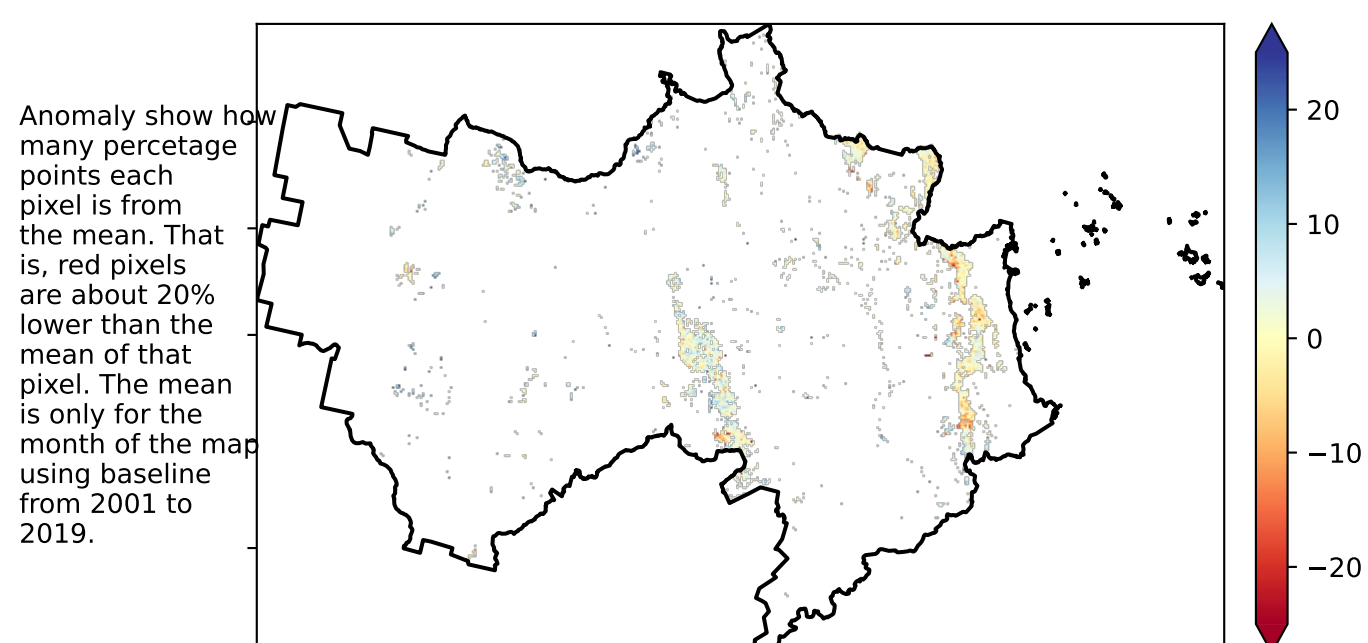 Anomaly show how
many percetage
points each
pixel is from
the mean. That
is, red pixels
are about 20%
lower than the
mean of that
pixel. The mean
is only for the
month of the map
using baseline
from 2001 to
2019.
20
10
0
−10
−20